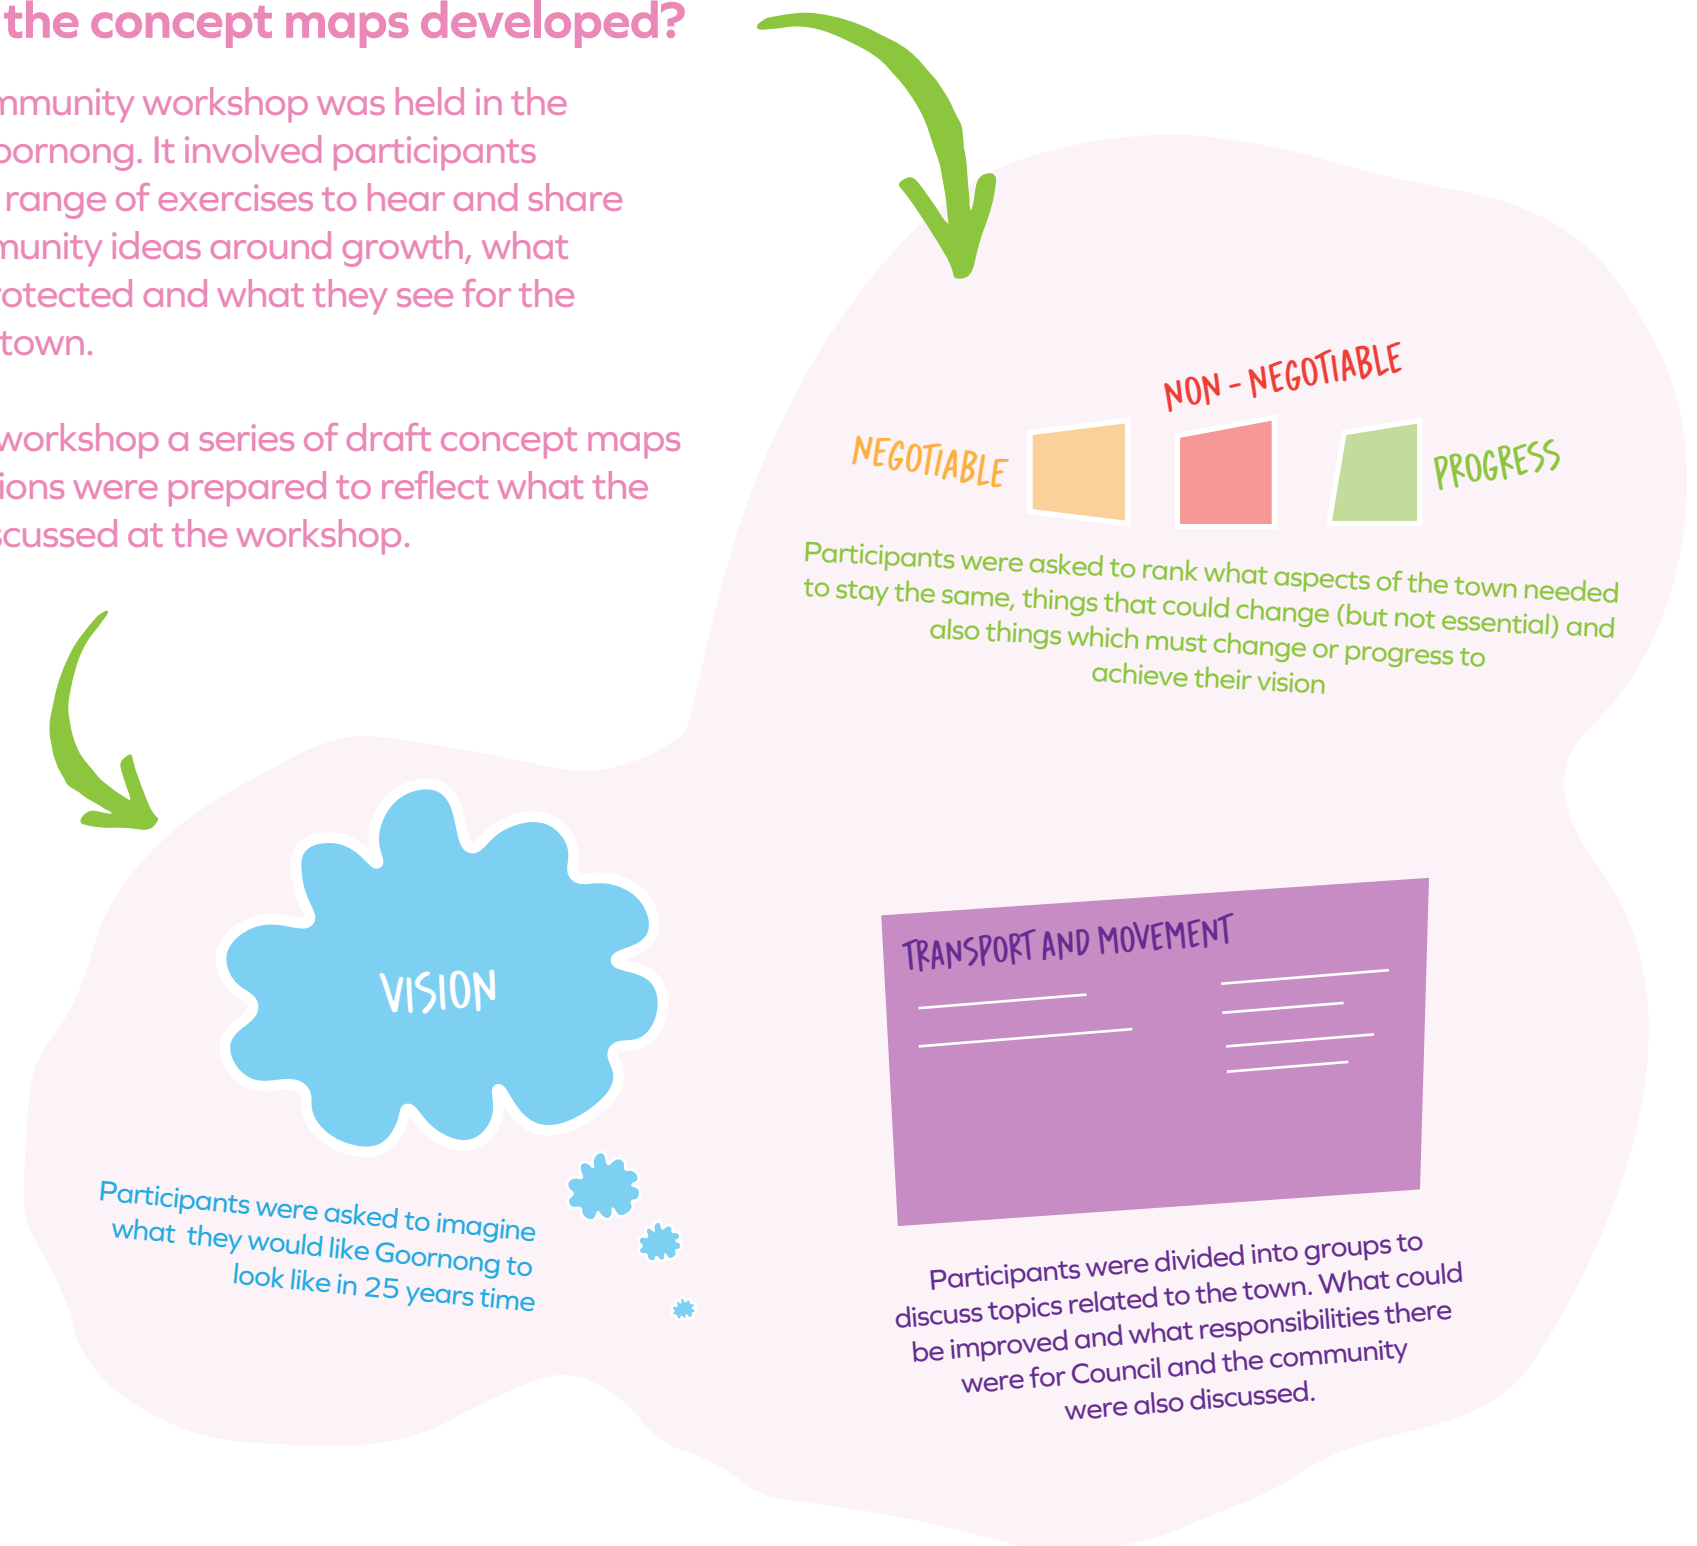 the concept maps developed?
mmunity workshop was held in the
oornong. It involved participants
range of exercises to hear and share
munity ideas around growth, what
rotected and what they see for the
town.
workshop a series of draft concept maps
ions were prepared to reflect what the
scussed at the workshop.
NON - NEGOTIABLE
NEGOTIABLE
PROGRESS
Participants were asked to rank what aspects of the town needed
to stay the same, things that could change (but not essential) and
also things which must change or progress to
achieve their vision
VISION
Participants were asked to imagine
what they would like Goornong to
look like in 25 years time
TRANSPORT AND MOVEMENT
Participants were divided into groups to
discuss topics related to the town. What could
be improved and what responsibilities there
were for Council and the community
were also discussed.